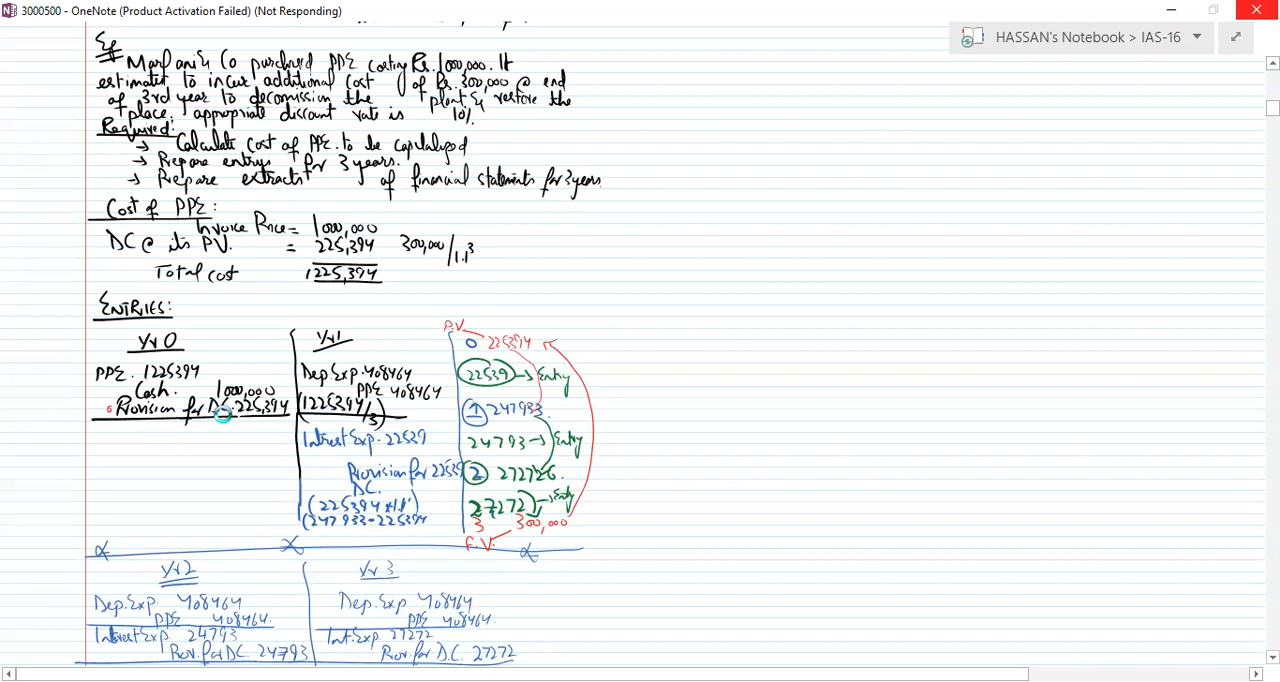 3000500 - OneNote (Product Activation Failed) (Not Responding)
HASSAN's Notebook > IAS-16
Eg
Marfani & Co purchased PPE costing Rs. 1000,000. It
estimated to incur additional cost of Rs. 300,000 @ end
of 3rd year to decomission the plant & restore the
place, appropriate discount rate is 10%.
Required:
→ Calculate cost of PPE to be capitalized
→ Prepare entrys for 3 years.
→ Prepare extracts of financial statements for 3 years.
Cost of PPE:
Invoice Price = 1000,000
DC @ its PV. = 225,394 300,000/1.1³
Total cost 1225,394
ENTRIES:
Yr 0
PPE. 1225394
Cash. 1000,000
Provision for DC. 225,394
Yr 1
Dep. Exp. 408464
PPE 408464
(1225394/3)
Interest Exp. 22539
Provision for 22539
DC.
(225394*1.1)
(247933-225394
P.V
0 225394
22539 → Entry
1 247933.
24793 → Entry
2 272726.
27272 → Entry
3 300,000
F.V.
Yr 2
Dep. Exp. 408464
PPE 408464.
Interest Exp. 24793
Prov. for DC. 24793
Yr 3
Dep. Exp 408464
PPE 408464.
Int. Exp. 27272
Prov. for D.C. 27272